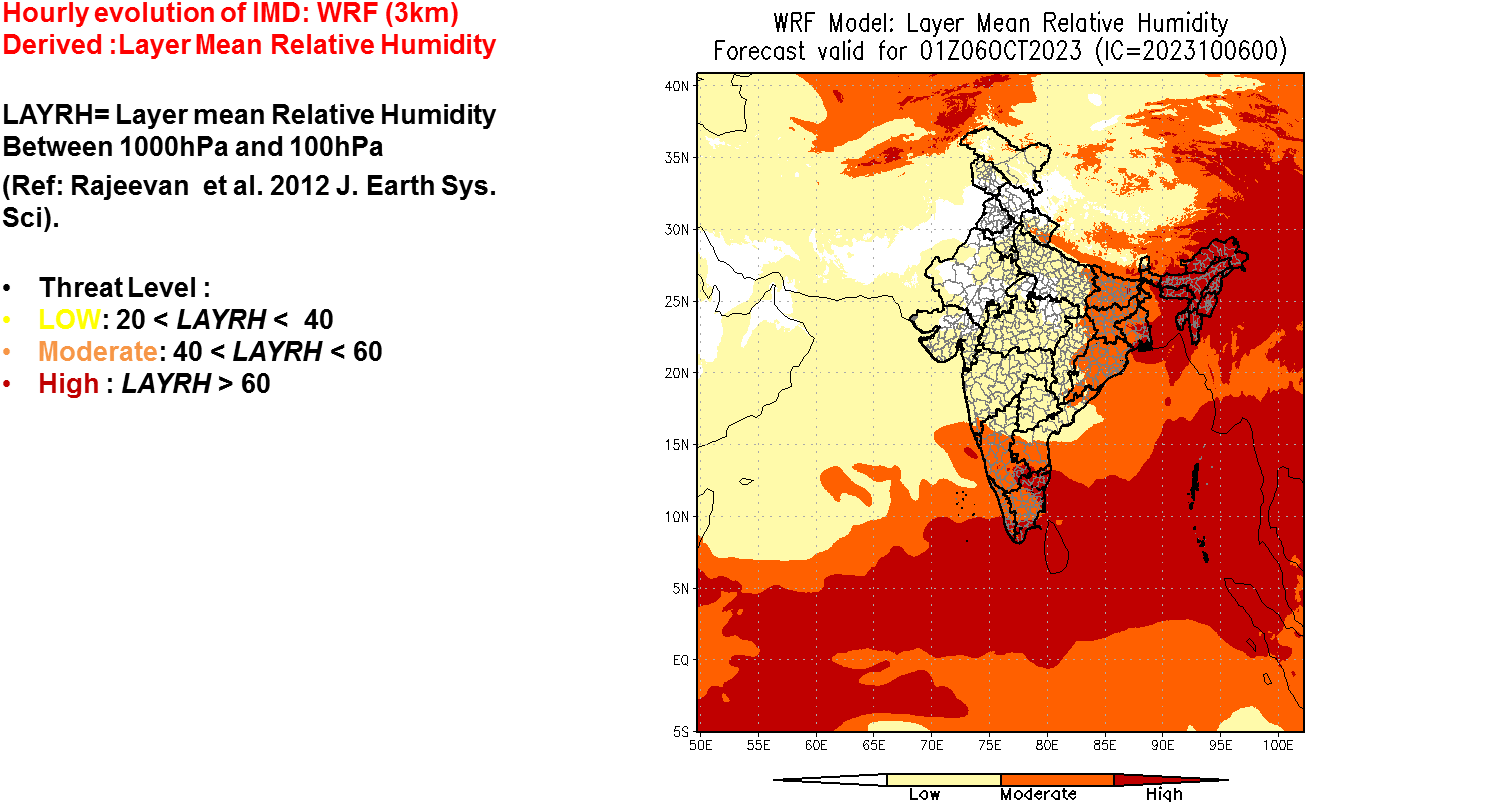 Hourly evolution of IMD: WRF (3km)
Derived :Layer Mean Relative Humidity
LAYRH= Layer mean Relative Humidity
Between 1000hPa and 100hPa
(Ref: Rajeevan et al. 2012 J. Earth Sys.
Sci).
• Threat Level :
• LOW: 20 < LAYRH < 40
• Moderate: 40 < LAYRH < 60
• High : LAYRH > 60
WRF Model: Layer Mean Relative Humidity
Forecast valid for 01Z06OCT2023 (IC=2023100600)
40N
35N
30N
25N
20N
15N
10N
5N
EQ
5S
50E 55E 60E 65E 70E 75E 80E 85E 90E 95E 100E
Low Moderate High